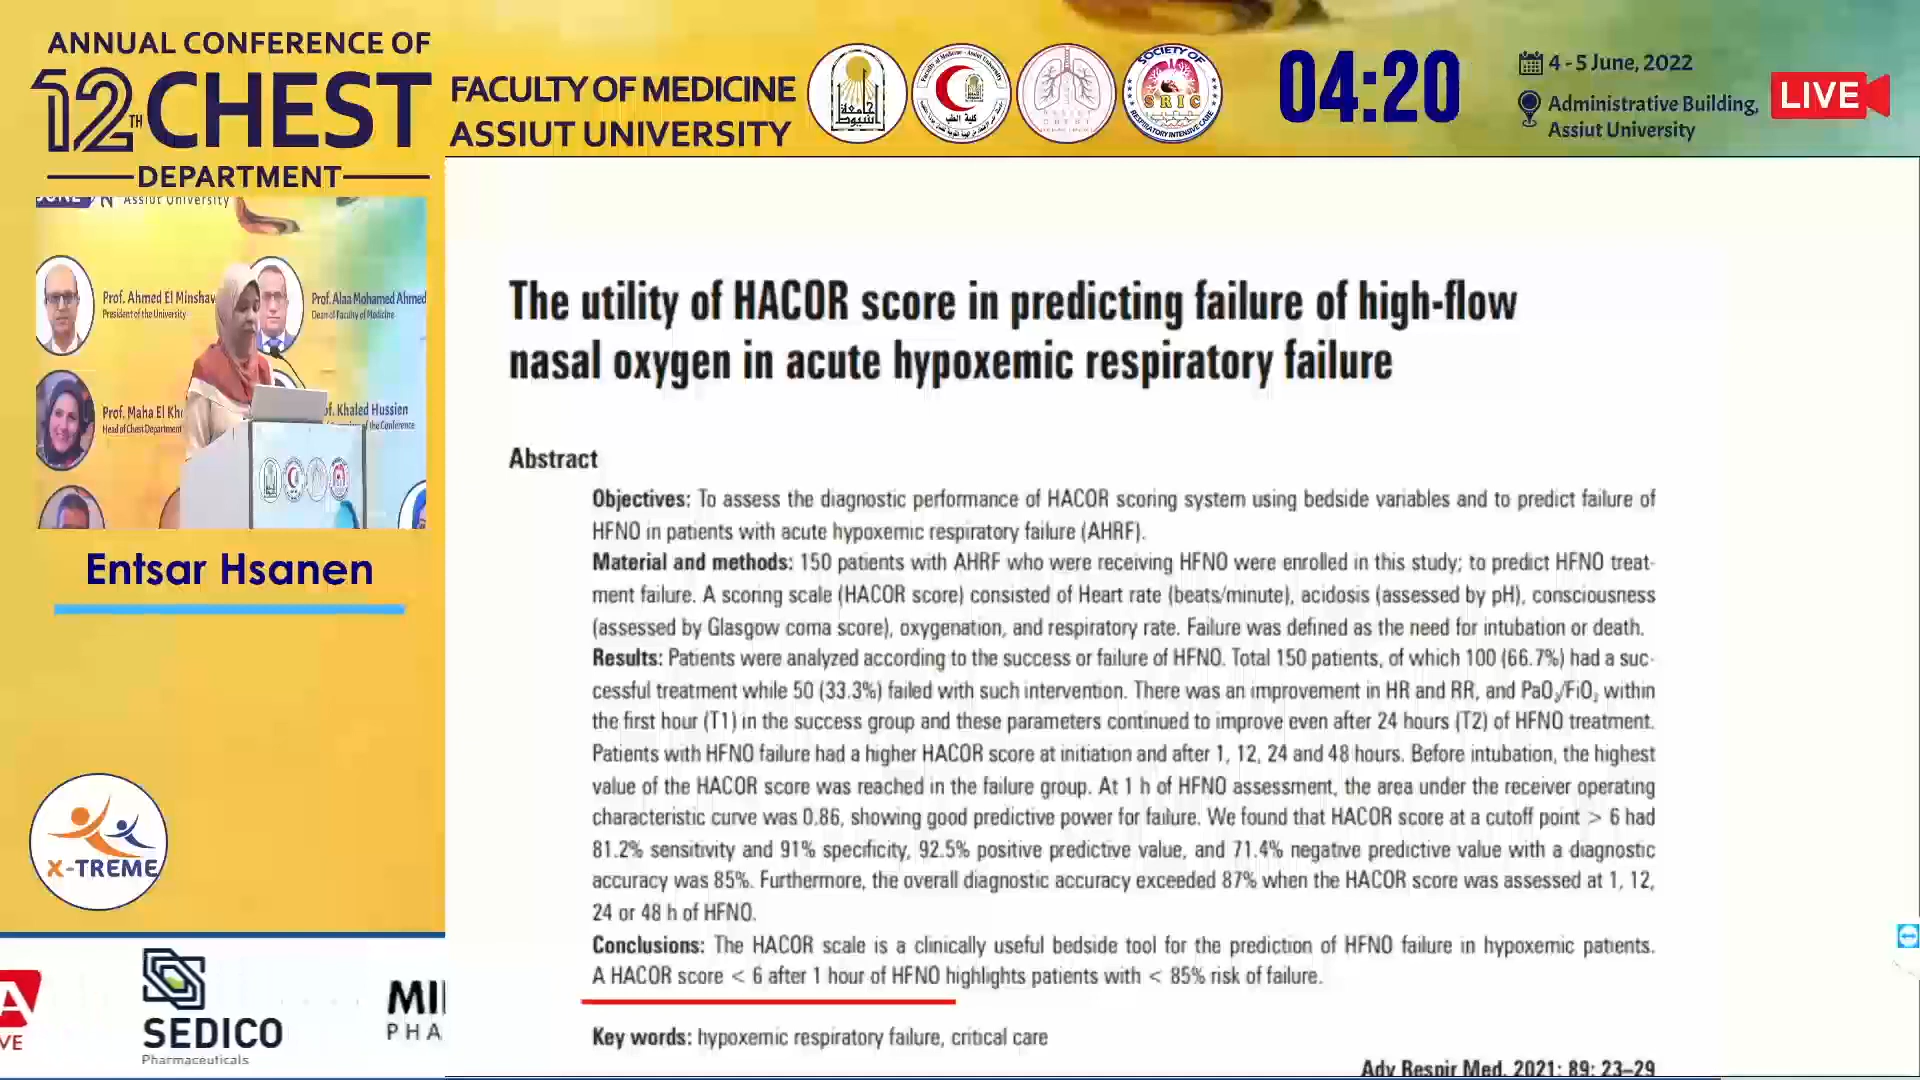 ANNUAL CONFERENCE OF
12TH CHEST
DEPARTMENT
FACULTY OF MEDICINE
ASSIUT UNIVERSITY
SOCIETY OF
SRIC
RESPIRATORY INTENSIVE CARE
04:20
4 - 5 June, 2022
Administrative Building,
Assiut University
LIVE
Assiut University
Prof. Ahmed El Minshaw
President of the University
Prof. Alaa Mohamed Ahmed
Dean of Faculty of Medicine
Prof. Maha El Kh
Head of Chest Department
of. Khaled Hussien
of the Conference
Entsar Hsanen
X-TREME
SEDICO
Pharmaceuticals
MI
PHA
A
VE
The utility of HACOR score in predicting failure of high-flow
nasal oxygen in acute hypoxemic respiratory failure
Abstract
Objectives: To assess the diagnostic performance of HACOR scoring system using bedside variables and to predict failure of
HFNO in patients with acute hypoxemic respiratory failure (AHRF).
Material and methods: 150 patients with AHRF who were receiving HFNO were enrolled in this study; to predict HFNO treat-
ment failure. A scoring scale (HACOR score) consisted of Heart rate (beats/minute), acidosis (assessed by pH), consciousness
(assessed by Glasgow coma score), oxygenation, and respiratory rate. Failure was defined as the need for intubation or death.
Results: Patients were analyzed according to the success or failure of HFNO. Total 150 patients, of which 100 (66.7%) had a suc-
cessful treatment while 50 (33.3%) failed with such intervention. There was an improvement in HR and RR, and PaO₂/FiO₂ within
the first hour (T1) in the success group and these parameters continued to improve even after 24 hours (T2) of HFNO treatment.
Patients with HFNO failure had a higher HACOR score at initiation and after 1, 12, 24 and 48 hours. Before intubation, the highest
value of the HACOR score was reached in the failure group. At 1 h of HFNO assessment, the area under the receiver operating
characteristic curve was 0.86, showing good predictive power for failure. We found that HACOR score at a cutoff point > 6 had
81.2% sensitivity and 91% specificity, 92.5% positive predictive value, and 71.4% negative predictive value with a diagnostic
accuracy was 85%. Furthermore, the overall diagnostic accuracy exceeded 87% when the HACOR score was assessed at 1, 12,
24 or 48 h of HFNO.
Conclusions: The HACOR scale is a clinically useful bedside tool for the prediction of HFNO failure in hypoxemic patients.
A HACOR score < 6 after 1 hour of HFNO highlights patients with < 85% risk of failure.
Key words: hypoxemic respiratory failure, critical care
Adv Respir Med. 2021; 89: 23–29